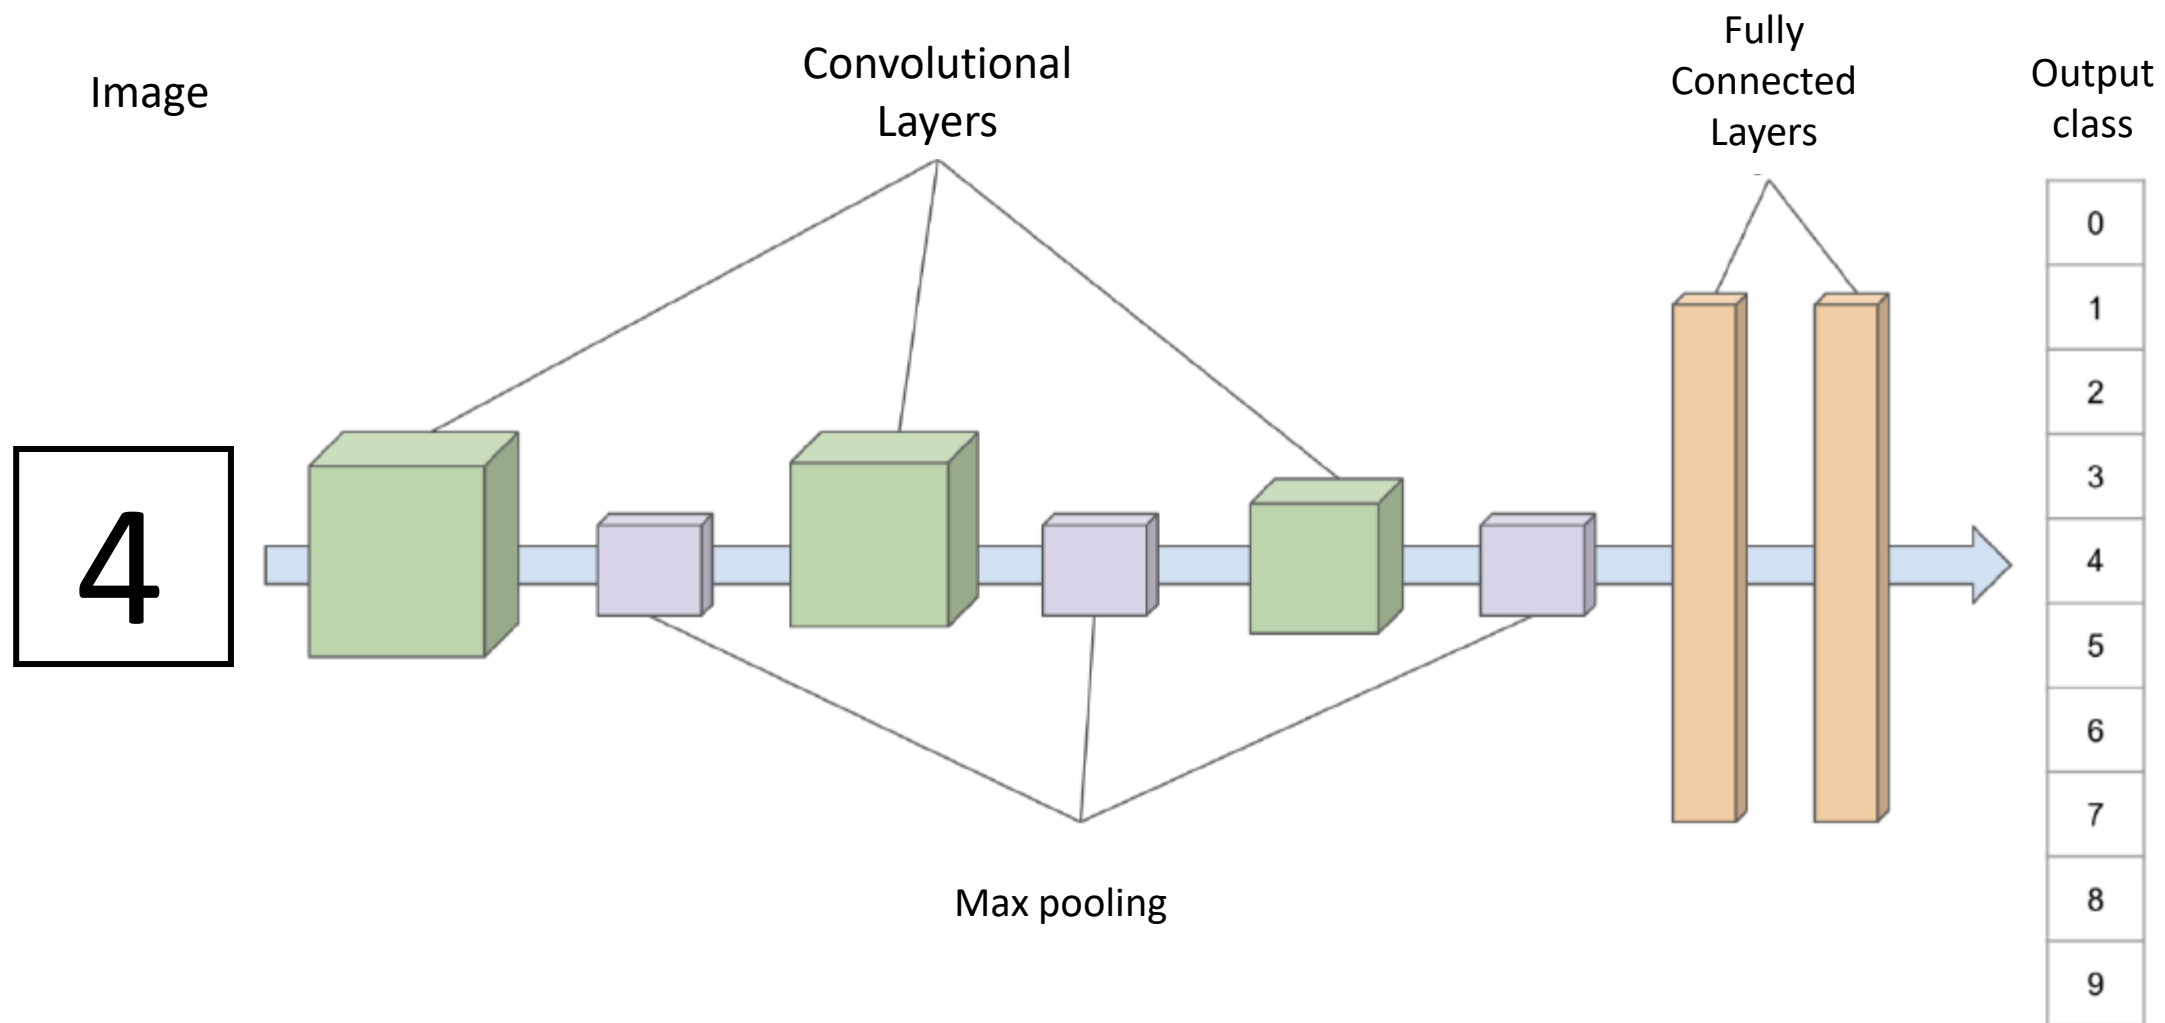 Image
Convolutional
Layers
Fully
Connected
Layers
Output
class
4
0
1
2
3
4
5
6
7
8
9
Max pooling